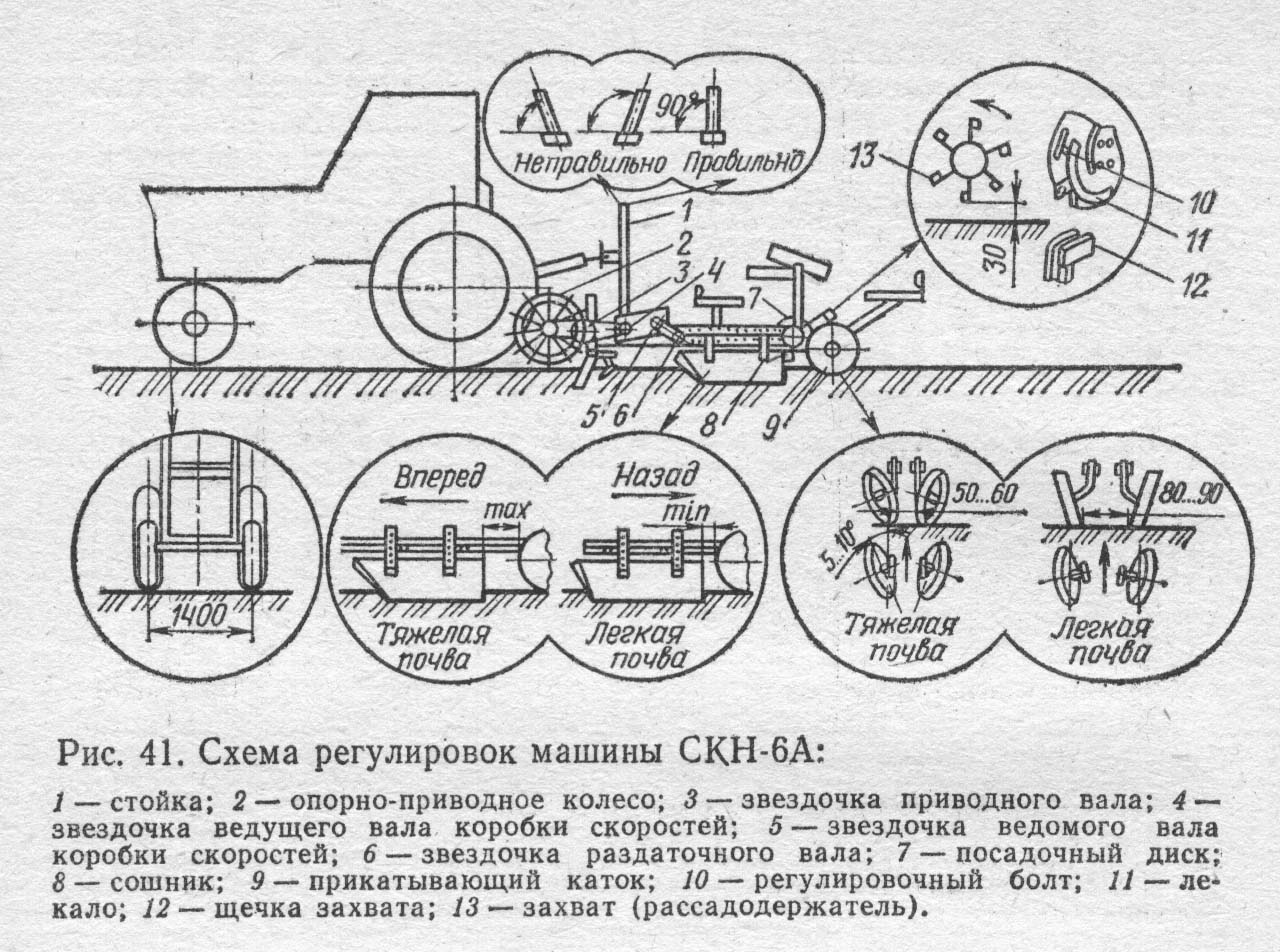 90°
Неправильно Правильно
13
10
11
12
30
1
2
3
4
7
5 6 8 9
Вперед
max
Назад
min
50...60
80...90
5..10°
1400
Тяжелая
почва
Легкая
почва
Тяжелая
почва
Легкая
почва
Рис. 41. Схема регулировок машины СКН-6А:
1 — стойка; 2 — опорно-приводное колесо; 3 — звездочка приводного вала; 4 —
звездочка ведущего вала коробки скоростей; 5 — звездочка ведомого вала
коробки скоростей; 6 — звездочка раздаточного вала; 7 — посадочный диск;
8 — сошник; 9 — прикатывающий каток; 10 — регулировочный болт; 11 — ле-
кало; 12 — щечка захвата; 13 — захват (рассадодержатель).